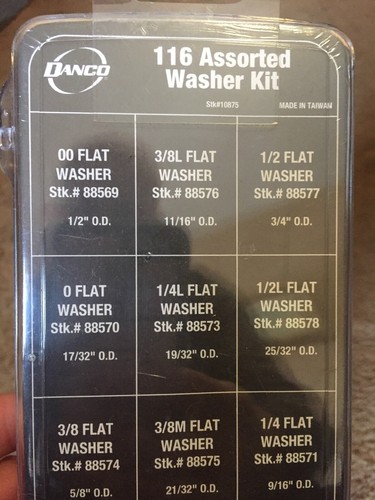 DANCO
116 Assorted
Washer Kit
Stk#10875
MADE IN TAIWAN
00 FLAT
WASHER
Stk.# 88569
1/2" O.D.
3/8L FLAT
WASHER
Stk.# 88576
11/16" O.D.
1/2 FLAT
WASHER
Stk.# 88577
3/4" O.D.
0 FLAT
WASHER
Stk.# 88570
17/32" O.D.
1/4L FLAT
WASHER
Stk.# 88573
19/32" O.D.
1/2L FLAT
WASHER
Stk.# 88578
25/32" O.D.
3/8 FLAT
WASHER
Stk.# 88574
5/8" O.D.
3/8M FLAT
WASHER
Stk.# 88575
21/32" O.D.
1/4 FLAT
WASHER
Stk.# 88571
9/16" O.D.